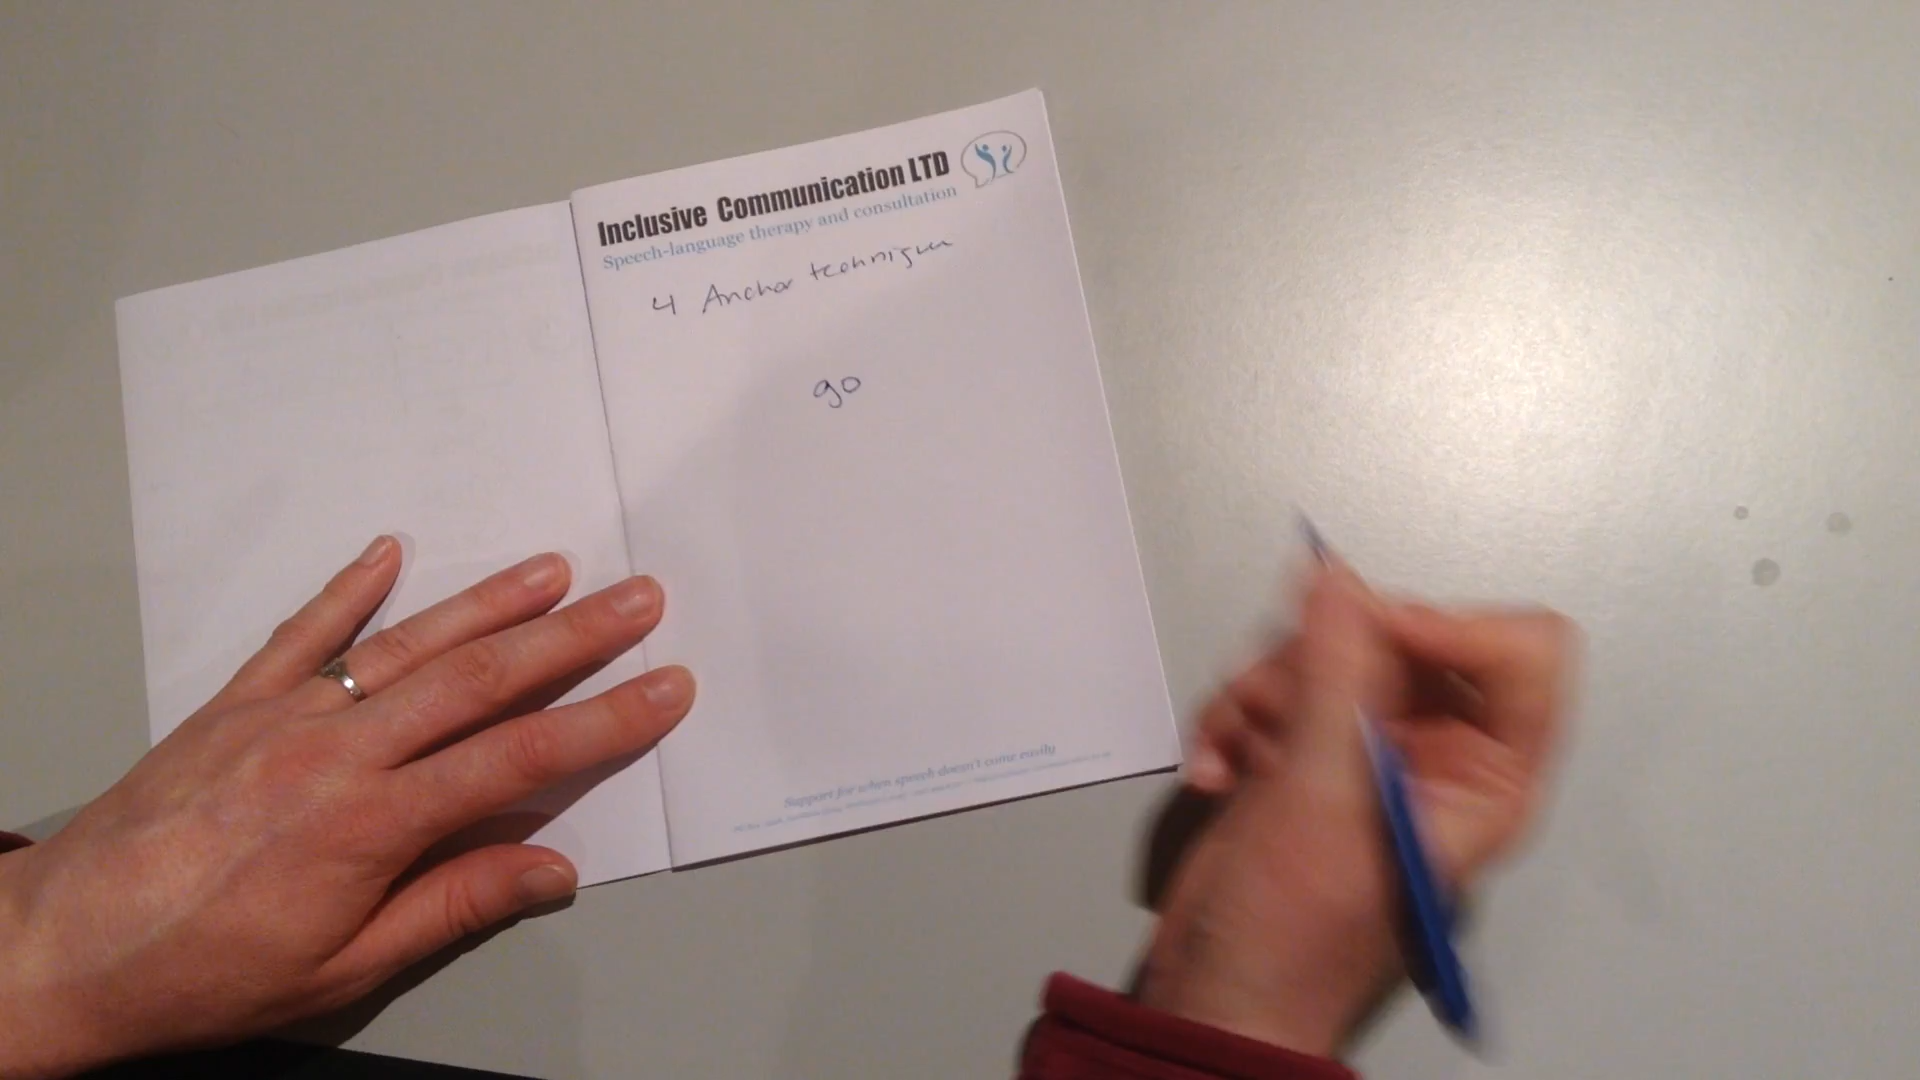 Inclusive Communication LTD
Speech-language therapy and consultation
4 Anchor technique
go
Support for when speech doesn't come easily